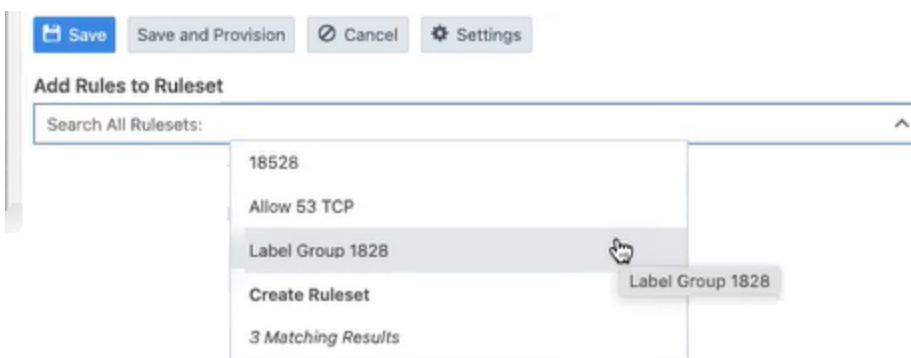 Save Save and Provision Cancel Settings
Add Rules to Ruleset
Search All Rulesets:
18528
Allow 53 TCP
Label Group 1828
Label Group 1828
Create Ruleset
3 Matching Results